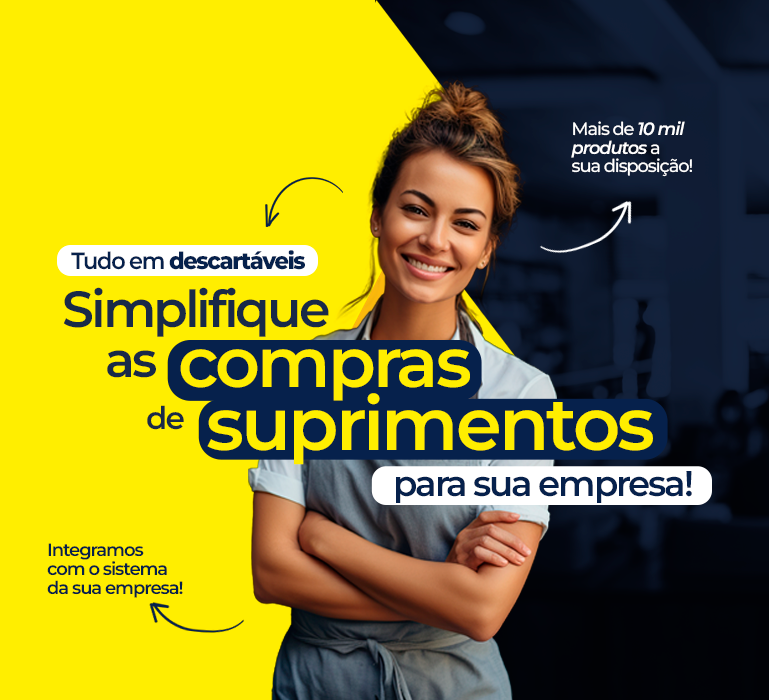 Mais de 10 mil
produtos a
sua disposição!
Tudo em descartáveis
Simplifique
as compras
de suprimentos
para sua empresa!
Integramos
com o sistema
da sua empresa!